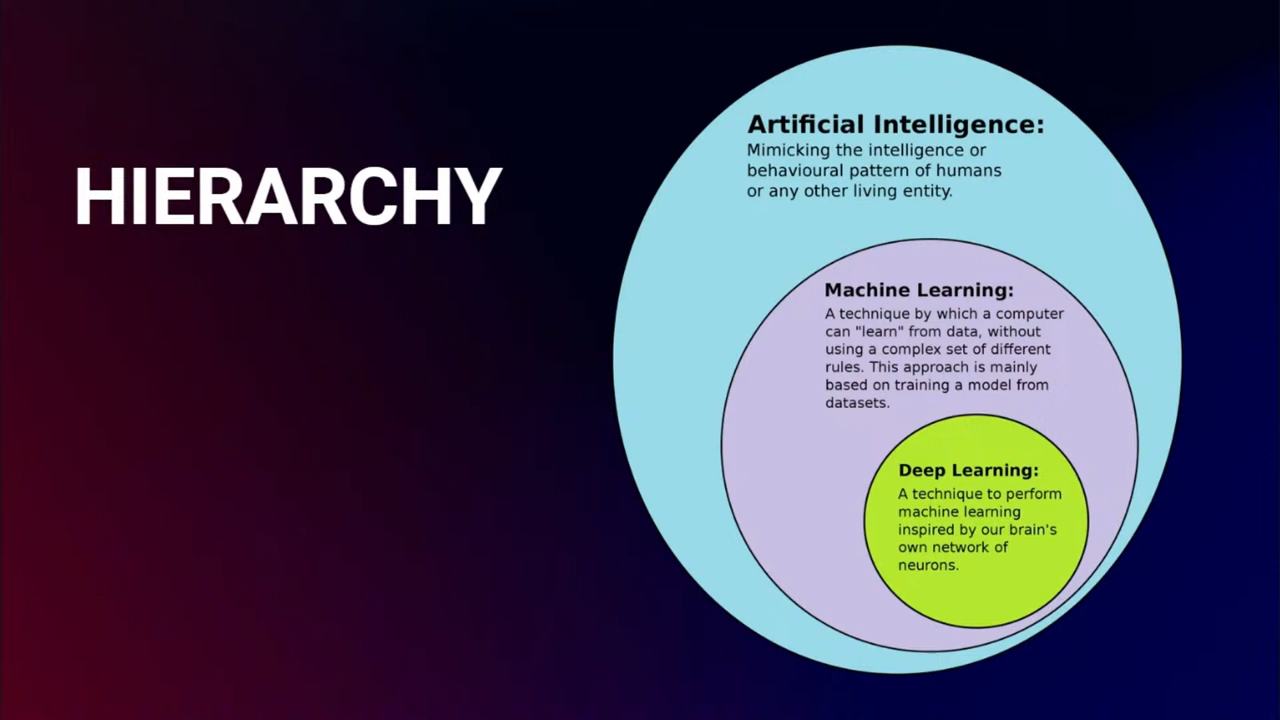 HIERARCHY
Artificial Intelligence:
Mimicking the intelligence or
behavioural pattern of humans
or any other living entity.
Machine Learning:
A technique by which a computer
can "learn" from data, without
using a complex set of different
rules. This approach is mainly
based on training a model from
datasets.
Deep Learning:
A technique to perform
machine learning
inspired by our brain's
own network of
neurons.